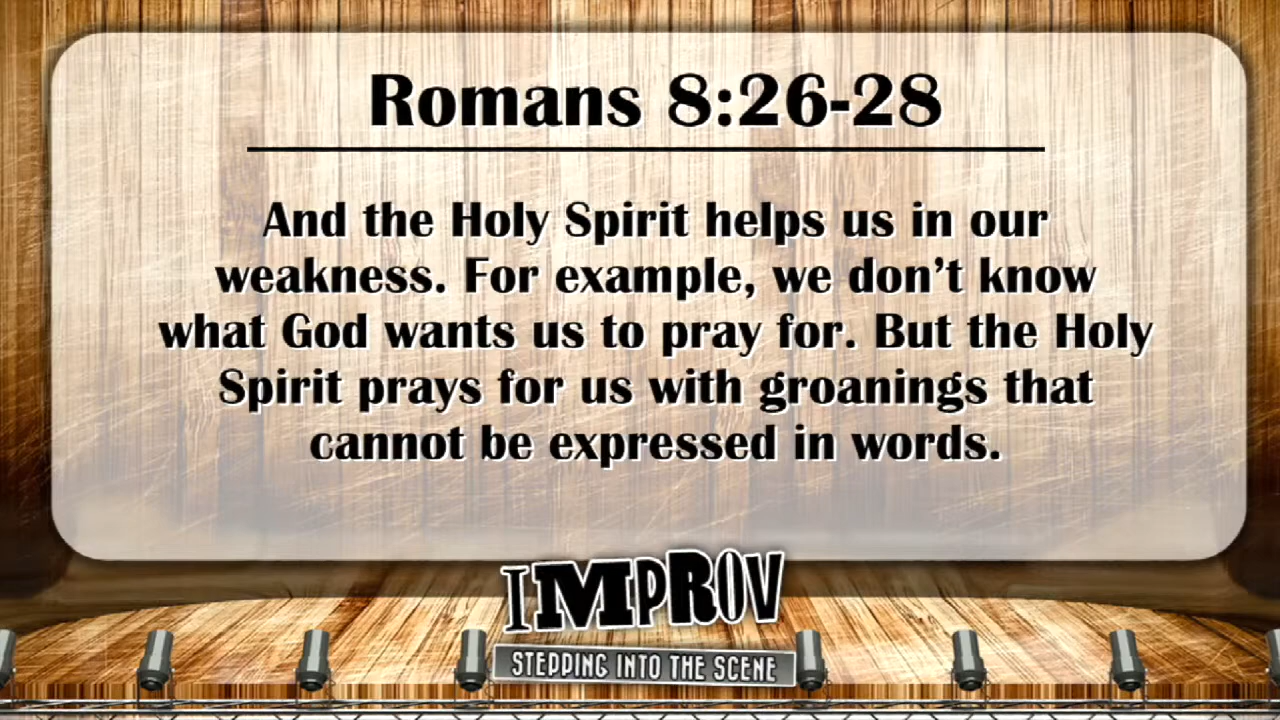 Romans 8:26-28
And the Holy Spirit helps us in our
weakness. For example, we don’t know
what God wants us to pray for. But the Holy
Spirit prays for us with groanings that
cannot be expressed in words.
IMPROV
STEPPING INTO THE SCENE